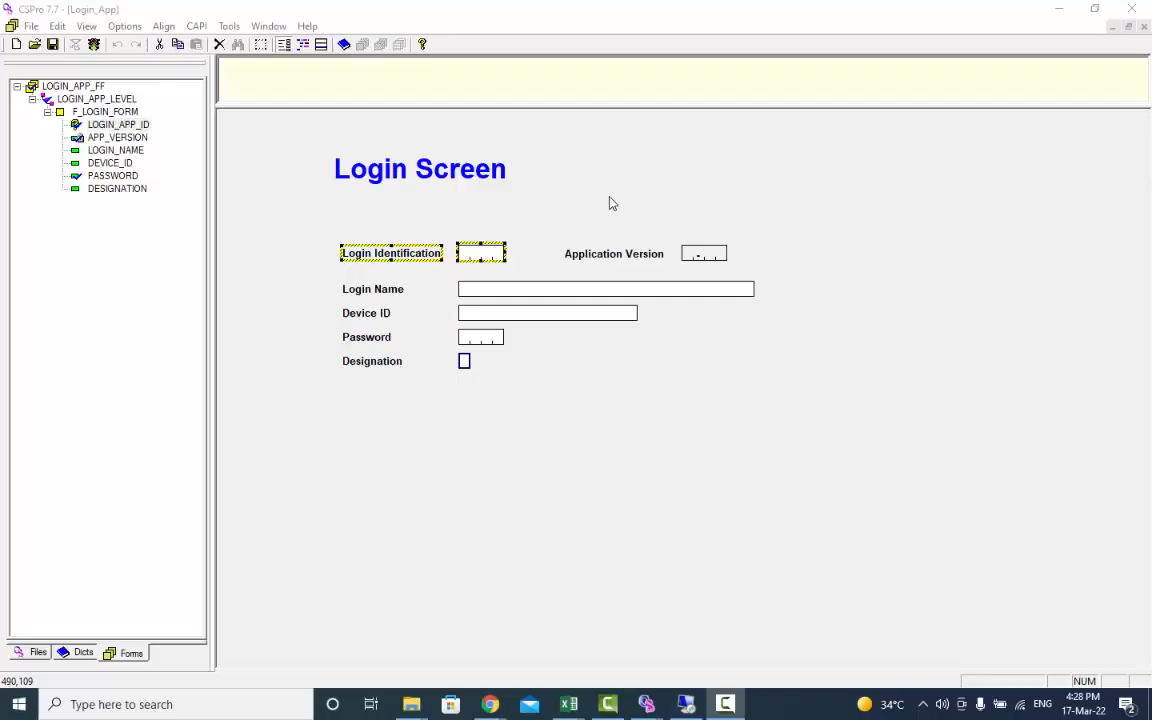 CSPro 7.7 - [Login_App]
File Edit View Options Align CAPI Tools Window Help
LOGIN_APP_FF
LOGIN_APP_LEVEL
F_LOGIN_FORM
LOGIN_APP_ID
APP_VERSION
LOGIN_NAME
DEVICE_ID
PASSWORD
DESIGNATION
Login Screen
Login Identification Application Version
Login Name
Device ID
Password
Designation
Files Dicts Forms
490,109 NUM
Type here to search 34°C ENG 4:28 PM
17-Mar-22 2